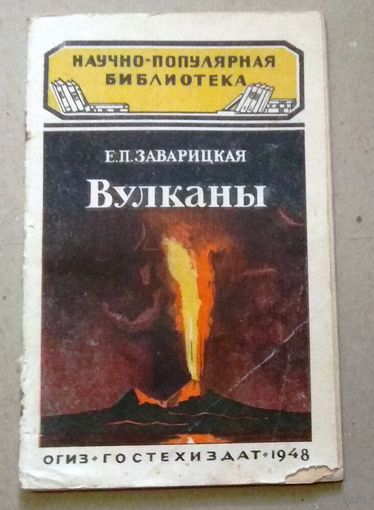 НАУЧНО-ПОПУЛЯРНАЯ
БИБЛИОТЕКА
Е.П.ЗАВАРИЦКАЯ
Вулканы
ОГИЗ • ГОСТЕХИЗДАТ • 1948